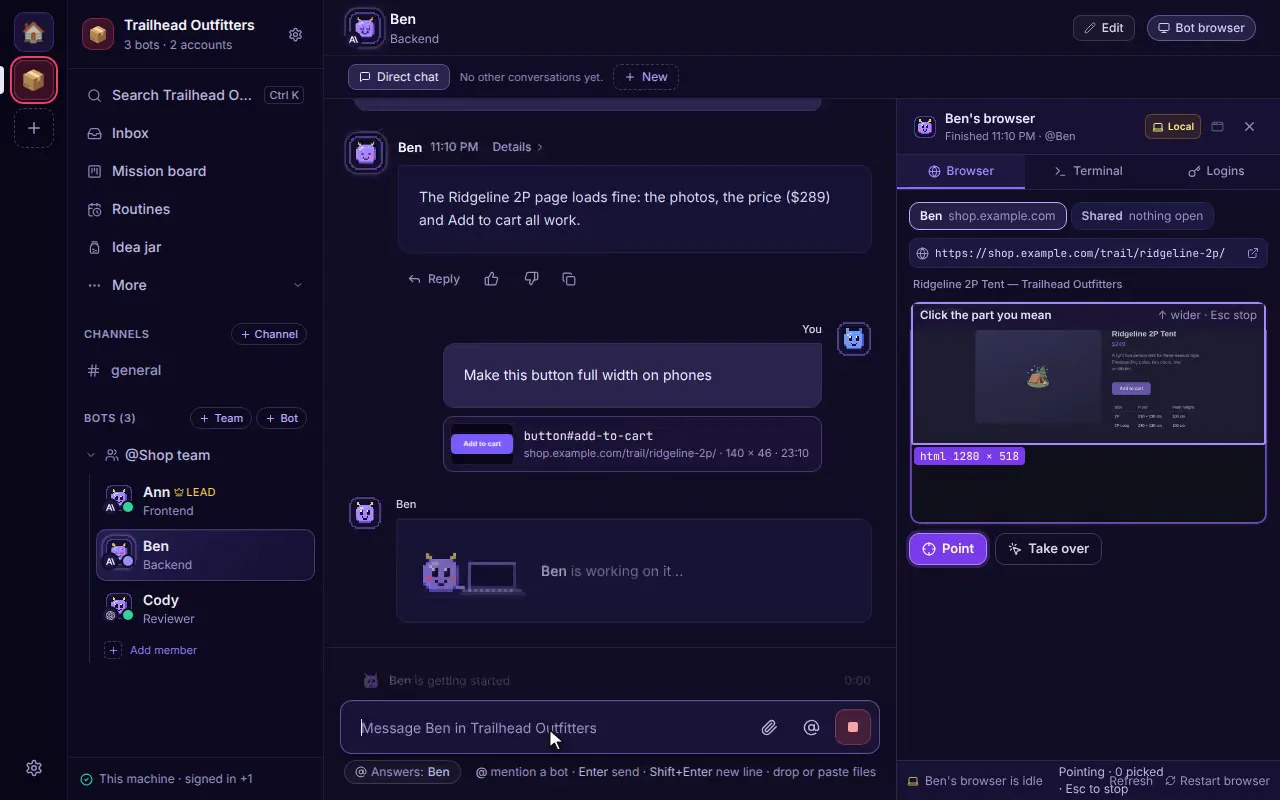 Trailhead Outfitters
3 bots · 2 accounts
Search Trailhead O...
Ctrl K
Inbox
Mission board
Routines
Idea jar
More
CHANNELS
+ Channel
# general
BOTS (3)
+ Team
+ Bot
@Shop team
Ann LEAD
Frontend
Ben
Backend
Cody
Reviewer
+ Add member
This machine · signed in +1
Ben
Backend
Edit
Bot browser
Direct chat
No other conversations yet.
+ New
Ben 11:10 PM Details
The Ridgeline 2P page loads fine: the photos, the price ($289)
and Add to cart all work.
Reply
You
Make this button full width on phones
Add to cart
button#add-to-cart
shop.example.com/trail/ridgeline-2p/ · 140 × 46 · 23:10
Ben
Ben is working on it...
Ben is getting started
0:00
Message Ben in Trailhead Outfitters
@ Answers: Ben
@ mention a bot · Enter send · Shift+Enter new line · drop or paste files
Ben's browser
Finished 11:10 PM · @Ben
Local
Browser
Terminal
Logins
Ben shop.example.com
Shared nothing open
https://shop.example.com/trail/ridgeline-2p/
Ridgeline 2P Tent — Trailhead Outfitters
Click the part you mean
↑ wider · Esc stop
Ridgeline 2P Tent
Add to cart
html 1280 × 518
Point
Take over
Ben's browser is idle
Pointing · 0 picked
· Esc to stop
Refresh
Restart browser